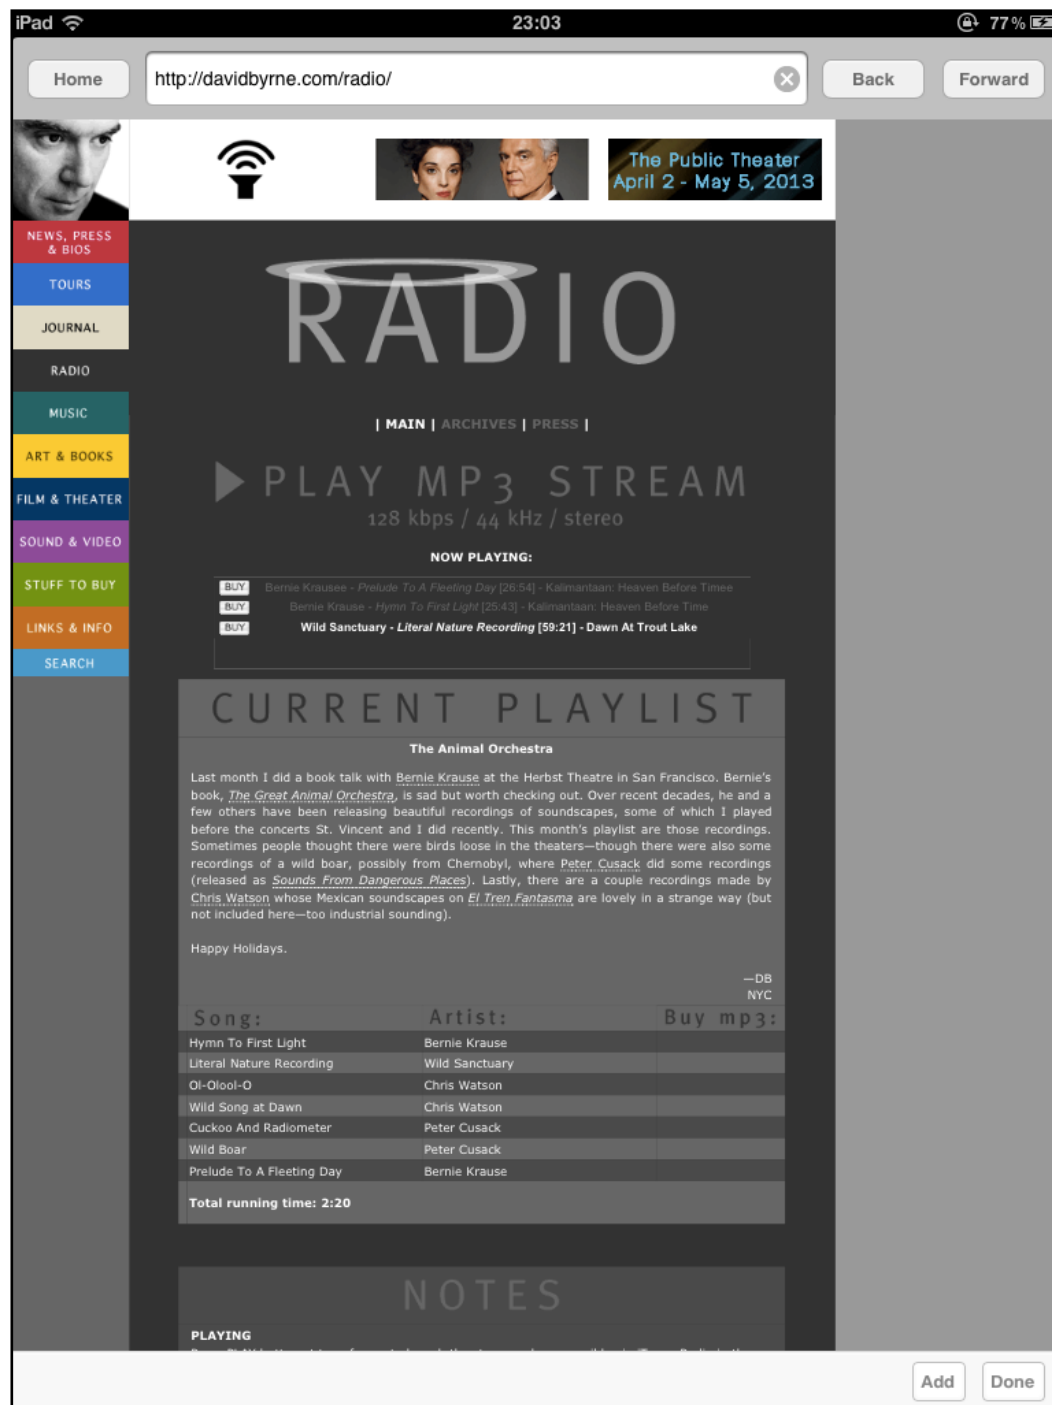 iPad 23:03 77%
Home http://davidbyrne.com/radio/ Back Forward
The Public Theater
April 2 - May 5, 2013
NEWS, PRESS
& BIOS
TOURS
JOURNAL
RADIO
MUSIC
ART & BOOKS
FILM & THEATER
SOUND & VIDEO
STUFF TO BUY
LINKS & INFO
SEARCH
RADIO
| MAIN | ARCHIVES | PRESS |
PLAY MP3 STREAM
128 kbps / 44 kHz / stereo
NOW PLAYING:
BUY Bernie Krausee - Prelude To A Fleeting Day [26:54] - Kalimantaan: Heaven Before Timee
BUY Bernie Krause - Hymn To First Light [25:43] - Kalimantaan: Heaven Before Time
BUY Wild Sanctuary - Literal Nature Recording [59:21] - Dawn At Trout Lake
CURRENT PLAYLIST
The Animal Orchestra
Last month I did a book talk with Bernie Krause at the Herbst Theatre in San Francisco. Bernie's
book, The Great Animal Orchestra, is sad but worth checking out. Over recent decades, he and a
few others have been releasing beautiful recordings of soundscapes, some of which I played
before the concerts St. Vincent and I did recently. This month's playlist are those recordings.
Sometimes people thought there were birds loose in the theaters—though there were also some
recordings of a wild boar, possibly from Chernobyl, where Peter Cusack did some recordings
(released as Sounds From Dangerous Places). Lastly, there are a couple recordings made by
Chris Watson whose Mexican soundscapes on El Tren Fantasma are lovely in a strange way (but
not included here—too industrial sounding).
Happy Holidays.
—DB
NYC
Song: Artist: Buy mp3:
Hymn To First Light Bernie Krause
Literal Nature Recording Wild Sanctuary
Ol-Olool-O Chris Watson
Wild Song at Dawn Chris Watson
Cuckoo And Radiometer Peter Cusack
Wild Boar Peter Cusack
Prelude To A Fleeting Day Bernie Krause
Total running time: 2:20
NOTES
PLAYING
Add Done